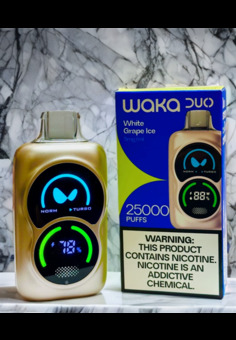 WAKA DUO
White
Grape Ice
NORM TURBO
78%
88%
25000
PUFFS
WARNING:
THIS PRODUCT
CONTAINS NICOTINE.
NICOTINE IS AN
ADDICTIVE
CHEMICAL.